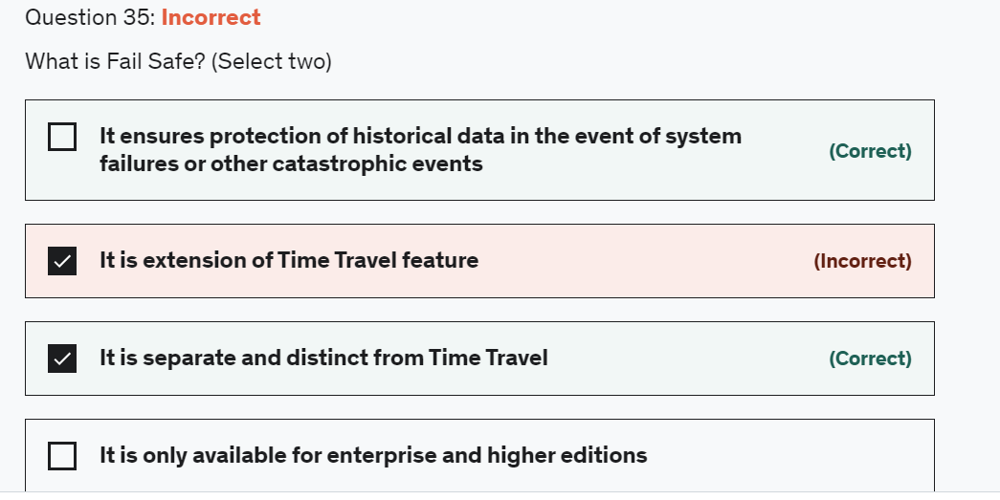 Question 35: Incorrect
What is Fail Safe? (Select two)
It ensures protection of historical data in the event of system
failures or other catastrophic events
(Correct)
It is extension of Time Travel feature
(Incorrect)
It is separate and distinct from Time Travel
(Correct)
It is only available for enterprise and higher editions